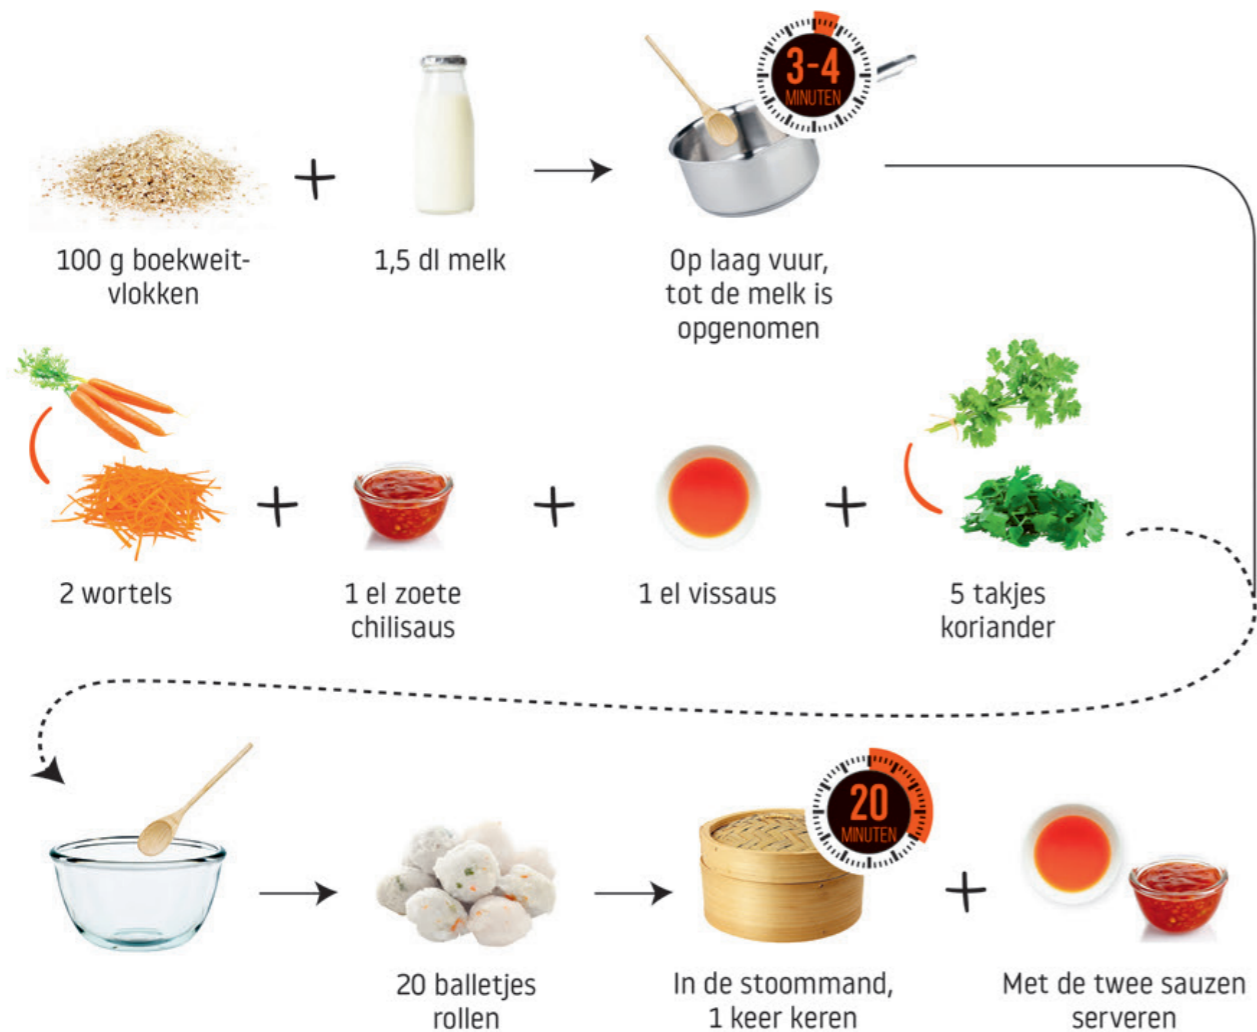 3-4
MINUTEN
100 g boekweit-
vlokken
1,5 dl melk
Op laag vuur,
tot de melk is
opgenomen
2 wortels
1 el zoete
chilisaus
1 el vissaus
5 takjes
koriander
20
MINUTEN
20 balletjes
rollen
In de stoommand,
1 keer keren
Met de twee sauzen
serveren